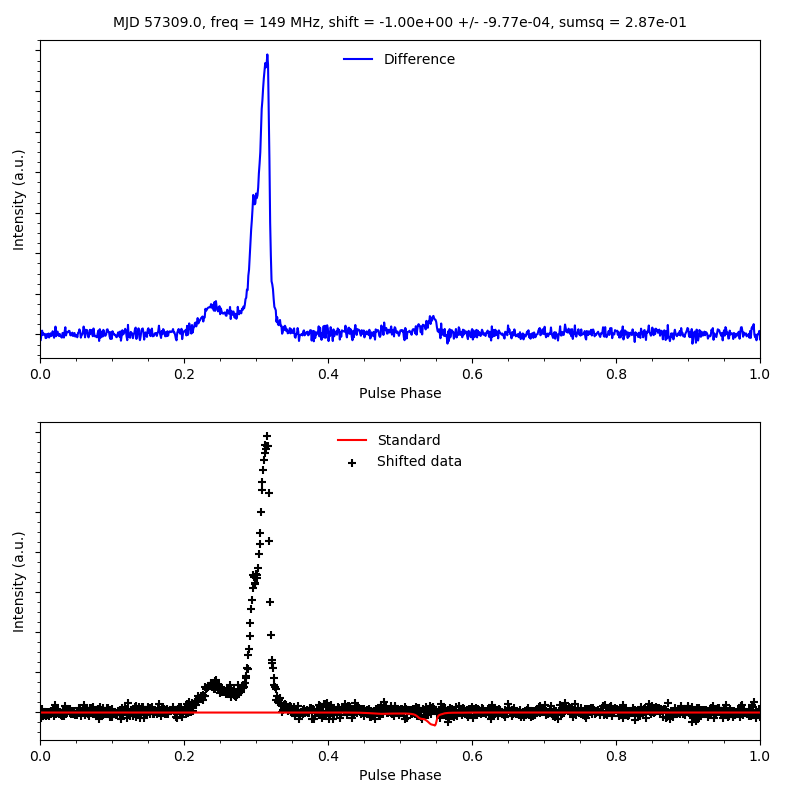 MJD 57309.0, freq = 149 MHz, shift = -1.00e+00 +/- -9.77e-04, sumsq = 2.87e-01
Difference
Intensity (a.u.)
0.0 0.2 0.4 0.6 0.8 1.0
Pulse Phase
Standard
Shifted data
Intensity (a.u.)
0.0 0.2 0.4 0.6 0.8 1.0
Pulse Phase